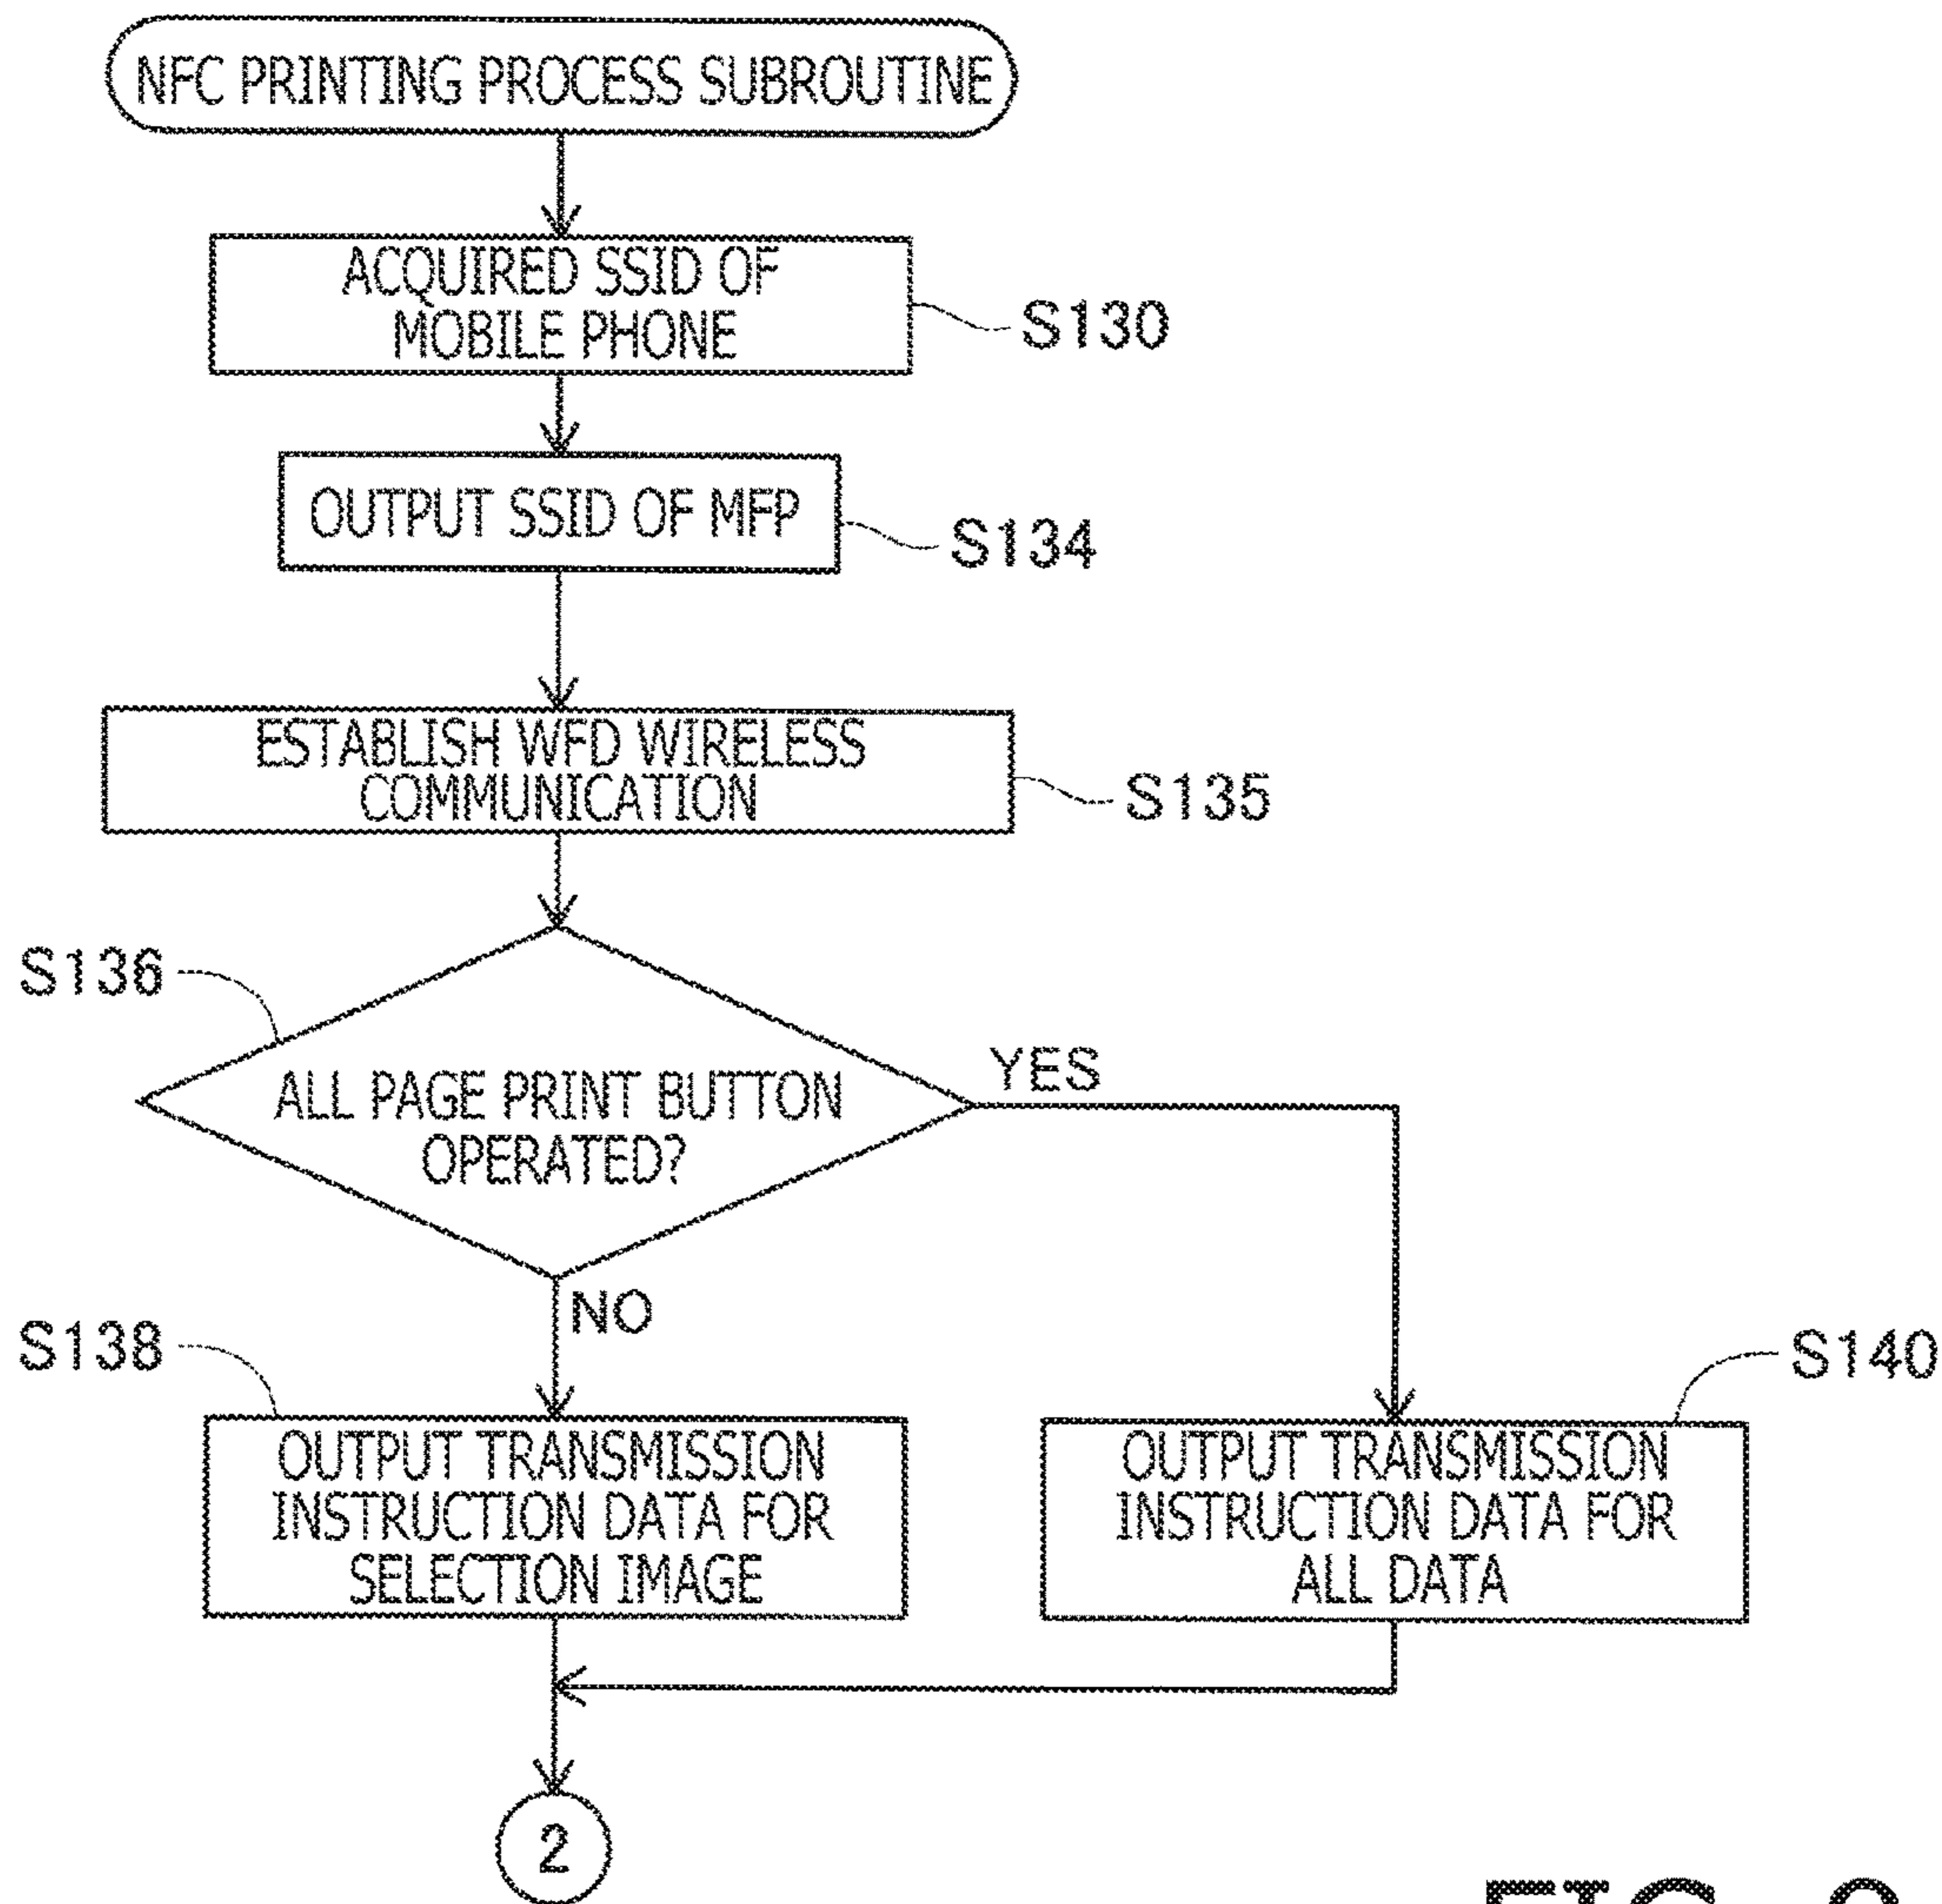 NFC PRINTING PROCESS SUBROUTINE
ACQUIRED SSID OF
MOBILE PHONE
S130
OUTPUT SSID OF MFP
S134
ESTABLISH WFD WIRELESS
COMMUNICATION
S135
S136
ALL PAGE PRINT BUTTON
OPERATED?
YES
NO
S138
OUTPUT TRANSMISSION
INSTRUCTION DATA FOR
SELECTION IMAGE
S140
OUTPUT TRANSMISSION
INSTRUCTION DATA FOR
ALL DATA
2